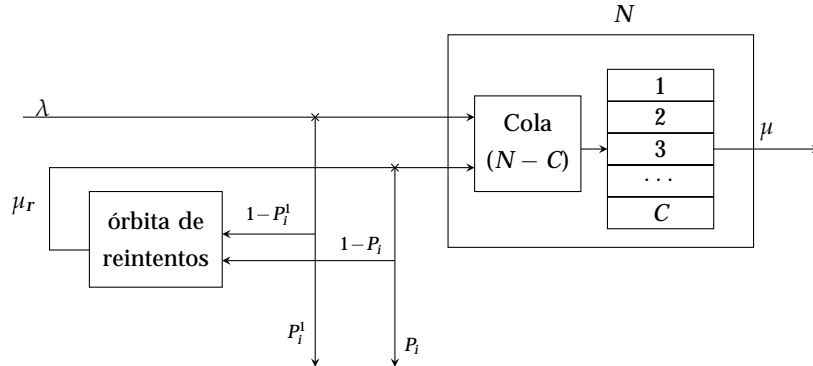 N
λ
Cola
(N − C)
1
2
3
· · ·
C
μ
μr
órbita de
reintentos
1−P_i^1
1−P_i
P_i^1
P_i